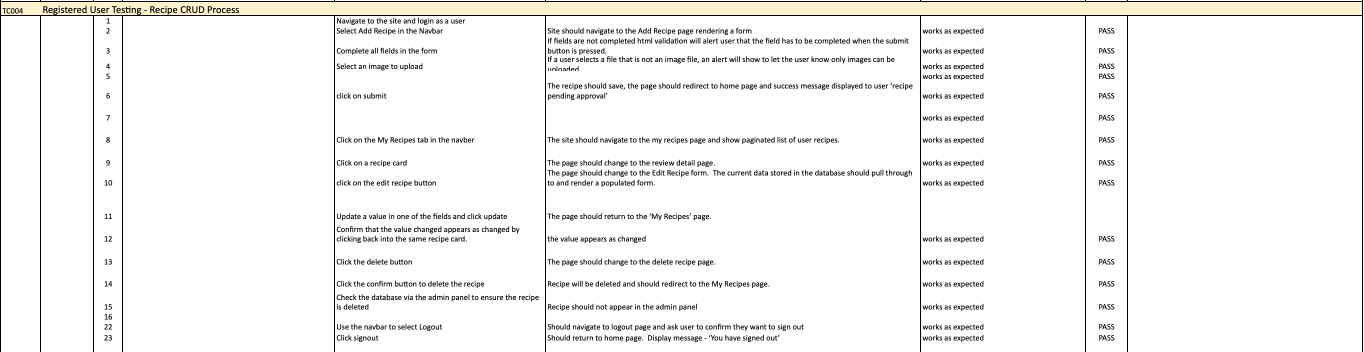 TC004 Registered User Testing - Recipe CRUD Process
1 Navigate to the site and login as a user
2 Select Add Recipe in the Navbar Site should navigate to the Add Recipe page rendering a form works as expected PASS
If fields are not completed html validation will alert user that the field has to be completed when the submit
3 Complete all fields in the form button is pressed. works as expected PASS
If a user selects a file that is not an image file, an alert will show to let the user know only images can be
4 Select an image to upload uploaded works as expected PASS
5 works as expected PASS
The recipe should save, the page should redirect to home page and success message displayed to user 'recipe
6 click on submit pending approval' works as expected PASS
7 works as expected PASS
8 Click on the My Recipes tab in the navber The site should navigate to the my recipes page and show paginated list of user recipes. works as expected PASS
9 Click on a recipe card The page should change to the review detail page. works as expected PASS
The page should change to the Edit Recipe form. The current data stored in the database should pull through
10 click on the edit recipe button to and render a populated form. works as expected PASS
11 Update a value in one of the fields and click update The page should return to the 'My Recipes' page.
Confirm that the value changed appears as changed by
12 clicking back into the same recipe card. the value appears as changed works as expected PASS
13 Click the delete button The page should change to the delete recipe page. works as expected PASS
14 Click the confirm button to delete the recipe Recipe will be deleted and should redirect to the My Recipes page. works as expected PASS
Check the database via the admin panel to ensure the recipe
15 is deleted Recipe should not appear in the admin panel works as expected PASS
16
22 Use the navbar to select Logout Should navigate to logout page and ask user to confirm they want to sign out works as expected PASS
23 Click signout Should return to home page. Display message - 'You have signed out' works as expected PASS